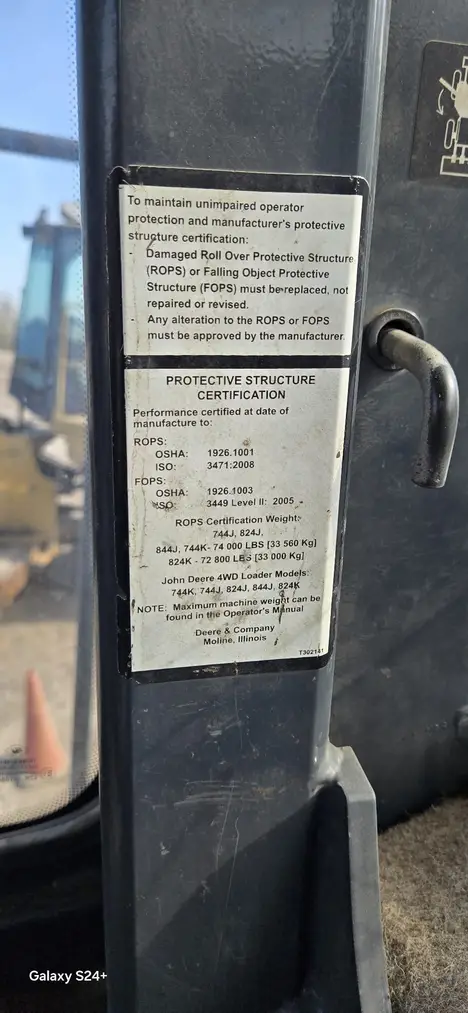 To maintain unimpaired operator
protection and manufacturer's protective
structure certification:
- Damaged Roll Over Protective Structure
(ROPS) or Falling Object Protective
Structure (FOPS) must be replaced, not
repaired or revised.
- Any alteration to the ROPS or FOPS
must be approved by the manufacturer.
PROTECTIVE STRUCTURE
CERTIFICATION
Performance certified at date of
manufacture to:
ROPS:
OSHA: 1926.1001
ISO: 3471:2008
FOPS:
OSHA: 1926.1003
ISO: 3449 Level II: 2005
ROPS Certification Weight:
744J, 824J,
844J, 744K- 74 000 LBS [33 560 Kg]
824K - 72 800 LBS [33 000 Kg]
John Deere 4WD Loader Models:
744K, 744J, 824J, 844J, 824K
NOTE: Maximum machine weight can be
found in the Operator's Manual
Deere & Company
Moline, Illinois
T302141
Galaxy S24+